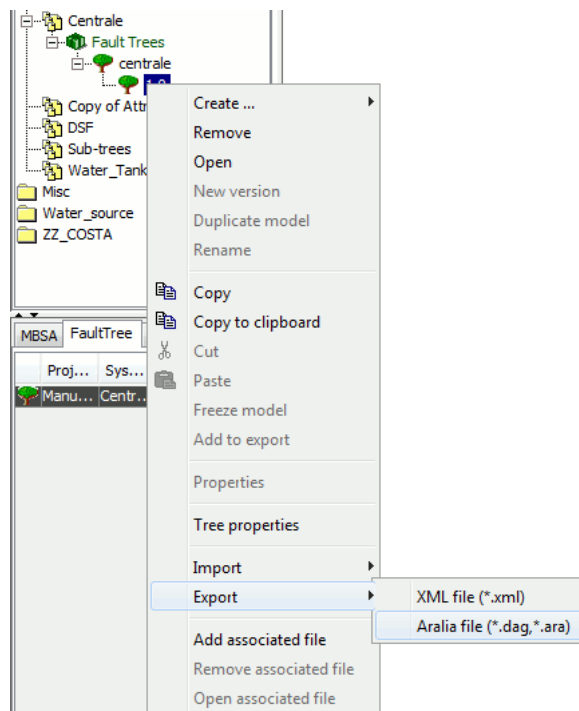 Centrale
Fault Trees
centrale
Copy of Attr
DSF
Sub-trees
Water_Tank
Misc
Water_source
ZZ_COSTA
MBSA FaultTree
Proj... Sys...
Manu... Centr...
Create ...
Remove
Open
New version
Duplicate model
Rename
Copy
Copy to clipboard
Cut
Paste
Freeze model
Add to export
Properties
Tree properties
Import
Export
XML file (*.xml)
Aralia file (*.dag,*.ara)
Add associated file
Remove associated file
Open associated file